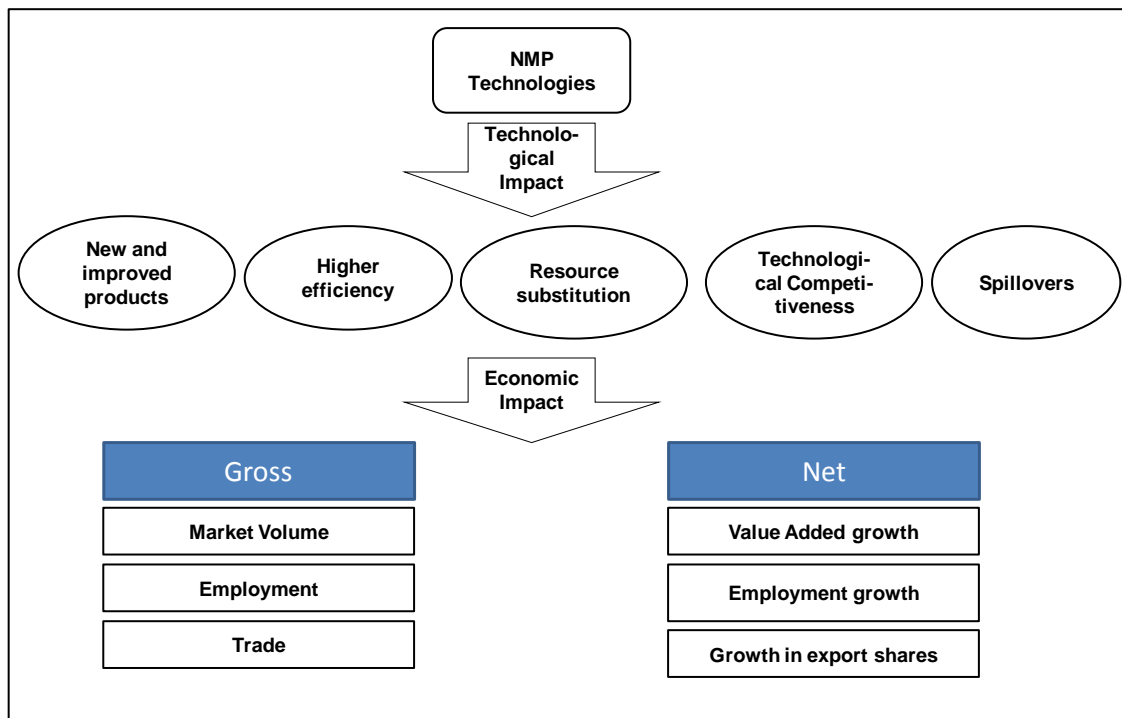 NMP
Technologies
Technolo-
gical
Impact
New and
improved
products
Higher
efficiency
Resource
substitution
Technologi-
cal Competi-
tiveness
Spillovers
Economic
Impact
Gross
Market Volume
Employment
Trade
Net
Value Added growth
Employment growth
Growth in export shares